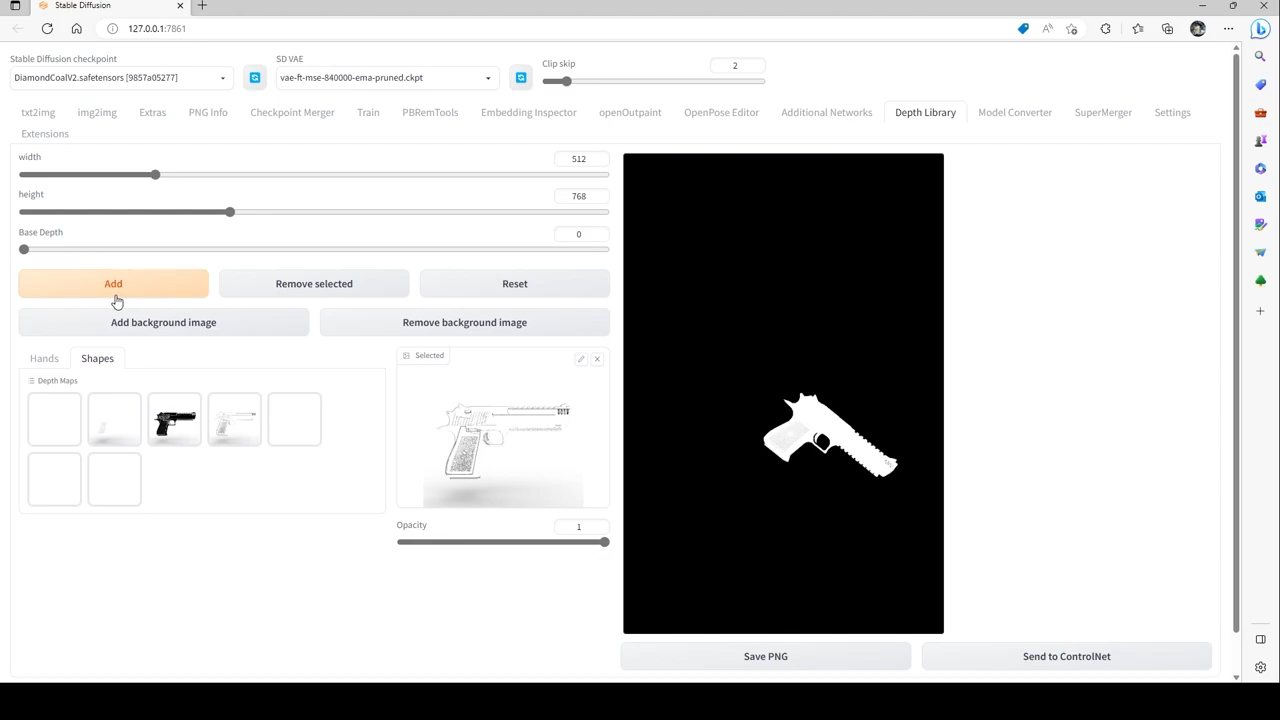 Stable Diffusion
127.0.0.1:7861
Stable Diffusion checkpoint
SD VAE
Clip skip
2
DiamondCoalV2.safetensors [9857a05277]
vae-ft-mse-840000-ema-pruned.ckpt
txt2img img2img Extras PNG Info Checkpoint Merger Train PBRemTools Embedding Inspector openOutpaint OpenPose Editor Additional Networks Depth Library Model Converter SuperMerger Settings
Extensions
width
512
height
768
Base Depth
0
Add Remove selected Reset
Add background image Remove background image
Hands Shapes
Selected
Depth Maps
Opacity
1
Save PNG Send to ControlNet